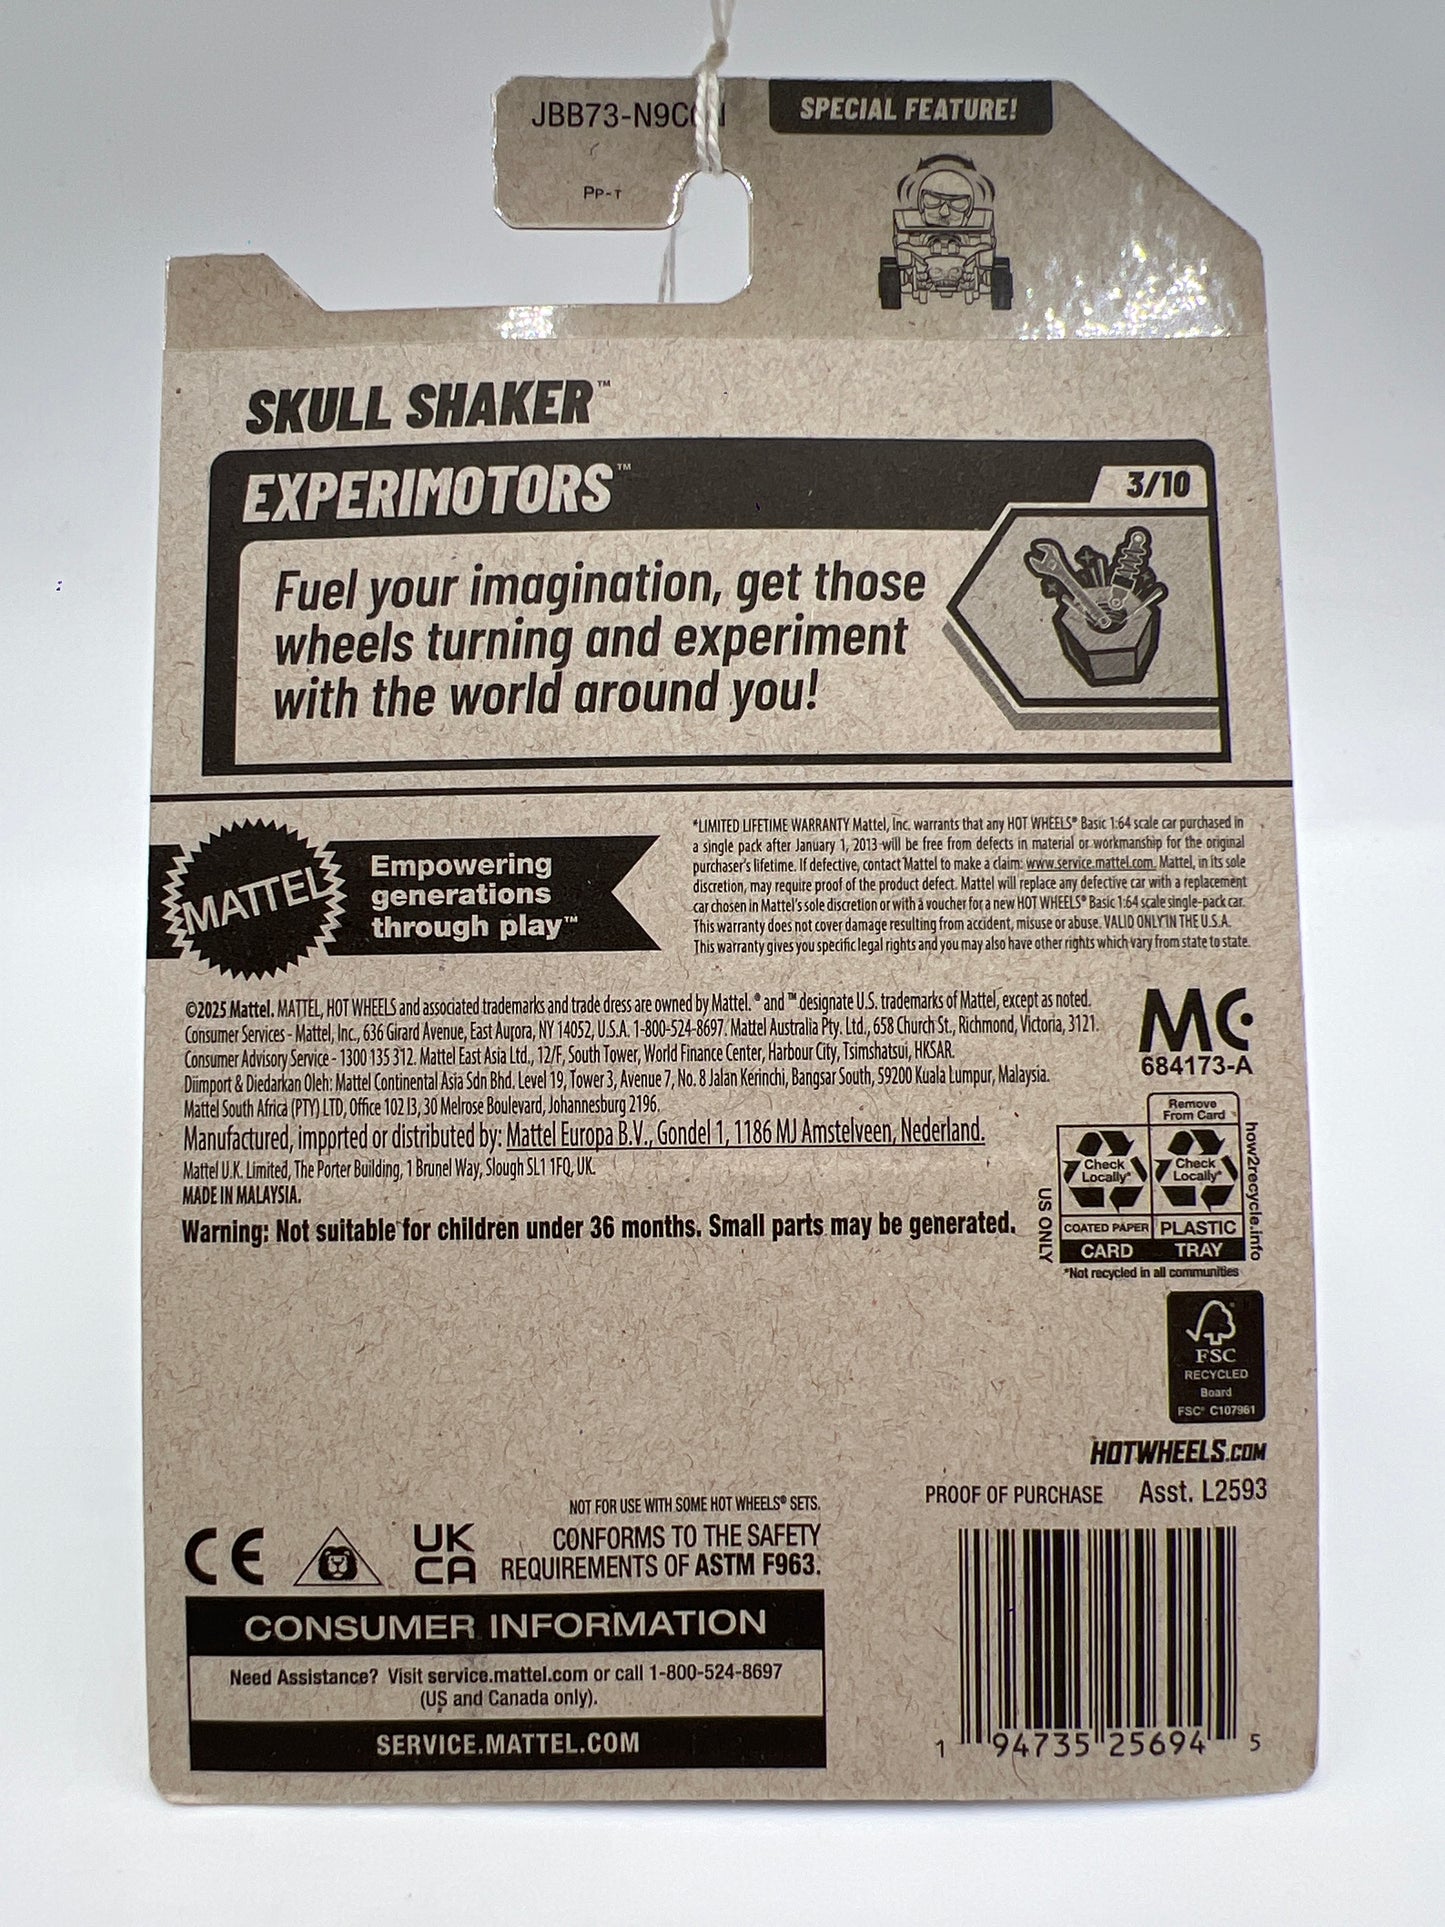 SPECIAL FEATURE!
Pp-T
SKULL SHAKER™
EXPERIMOTORS™
3/10
Fuel your imagination, get those
wheels turning and experiment
with the world around you!
MATTEL
Empowering
generations
through play™
*LIMITED LIFETIME WARRANTY Mattel, Inc. warrants that any HOT WHEELS® Basic 1:64 scale car purchased in
a single pack after January 1, 2013 will be free from defects in material or workmanship for the original
purchaser's lifetime. If defective, contact Mattel to make a claim: www.service.mattel.com. Mattel, in its sole
discretion, may require proof of the product defect. Mattel will replace any defective car with a replacement
car chosen in Mattel's sole discretion or with a voucher for a new HOT WHEELS® Basic 1:64 scale single-pack car.
This warranty does not cover damage resulting from accident, misuse or abuse. VALID ONLY IN THE U.S.A.
This warranty gives you specific legal rights and you may also have other rights which vary from state to state.
©2025 Mattel. MATTEL, HOT WHEELS and associated trademarks and trade dress are owned by Mattel. ® and ™ designate U.S. trademarks of Mattel, except as noted.
Consumer Services - Mattel, Inc., 636 Girard Avenue, East Aurora, NY 14052, U.S.A. 1-800-524-8697. Mattel Australia Pty. Ltd., 658 Church St., Richmond, Victoria, 3121.
Consumer Advisory Service - 1300 135 312. Mattel East Asia Ltd., 12/F, South Tower, World Finance Center, Harbour City, Tsimshatsui, HKSAR.
Diimport & Diedarkan Oleh: Mattel Continental Asia Sdn Bhd. Level 19, Tower 3, Avenue 7, No. 8 Jalan Kerinchi, Bangsar South, 59200 Kuala Lumpur, Malaysia.
Mattel South Africa (PTY) LTD, Office 102 I3, 30 Melrose Boulevard, Johannesburg 2196.
Manufactured, imported or distributed by: Mattel Europa B.V., Gondel 1, 1186 MJ Amstelveen, Nederland.
Mattel U.K. Limited, The Porter Building, 1 Brunel Way, Slough SL1 1FQ, UK.
MADE IN MALAYSIA.
Warning: Not suitable for children under 36 months. Small parts may be generated.
MC
684173-A
Remove
From Card
Check
Locally*
Check
Locally*
COATED PAPER
PLASTIC
CARD
TRAY
US ONLY
how2recycle.info
*Not recycled in all communities
FSC
RECYCLED
Board
FSC® C107961
HOTWHEELS.COM
PROOF OF PURCHASE
Asst. L2593
NOT FOR USE WITH SOME HOT WHEELS® SETS.
CE
UK
CA
CONFORMS TO THE SAFETY
REQUIREMENTS OF ASTM F963.
CONSUMER INFORMATION
Need Assistance? Visit service.mattel.com or call 1-800-524-8697
(US and Canada only).
SERVICE.MATTEL.COM
1 94735 25694 5